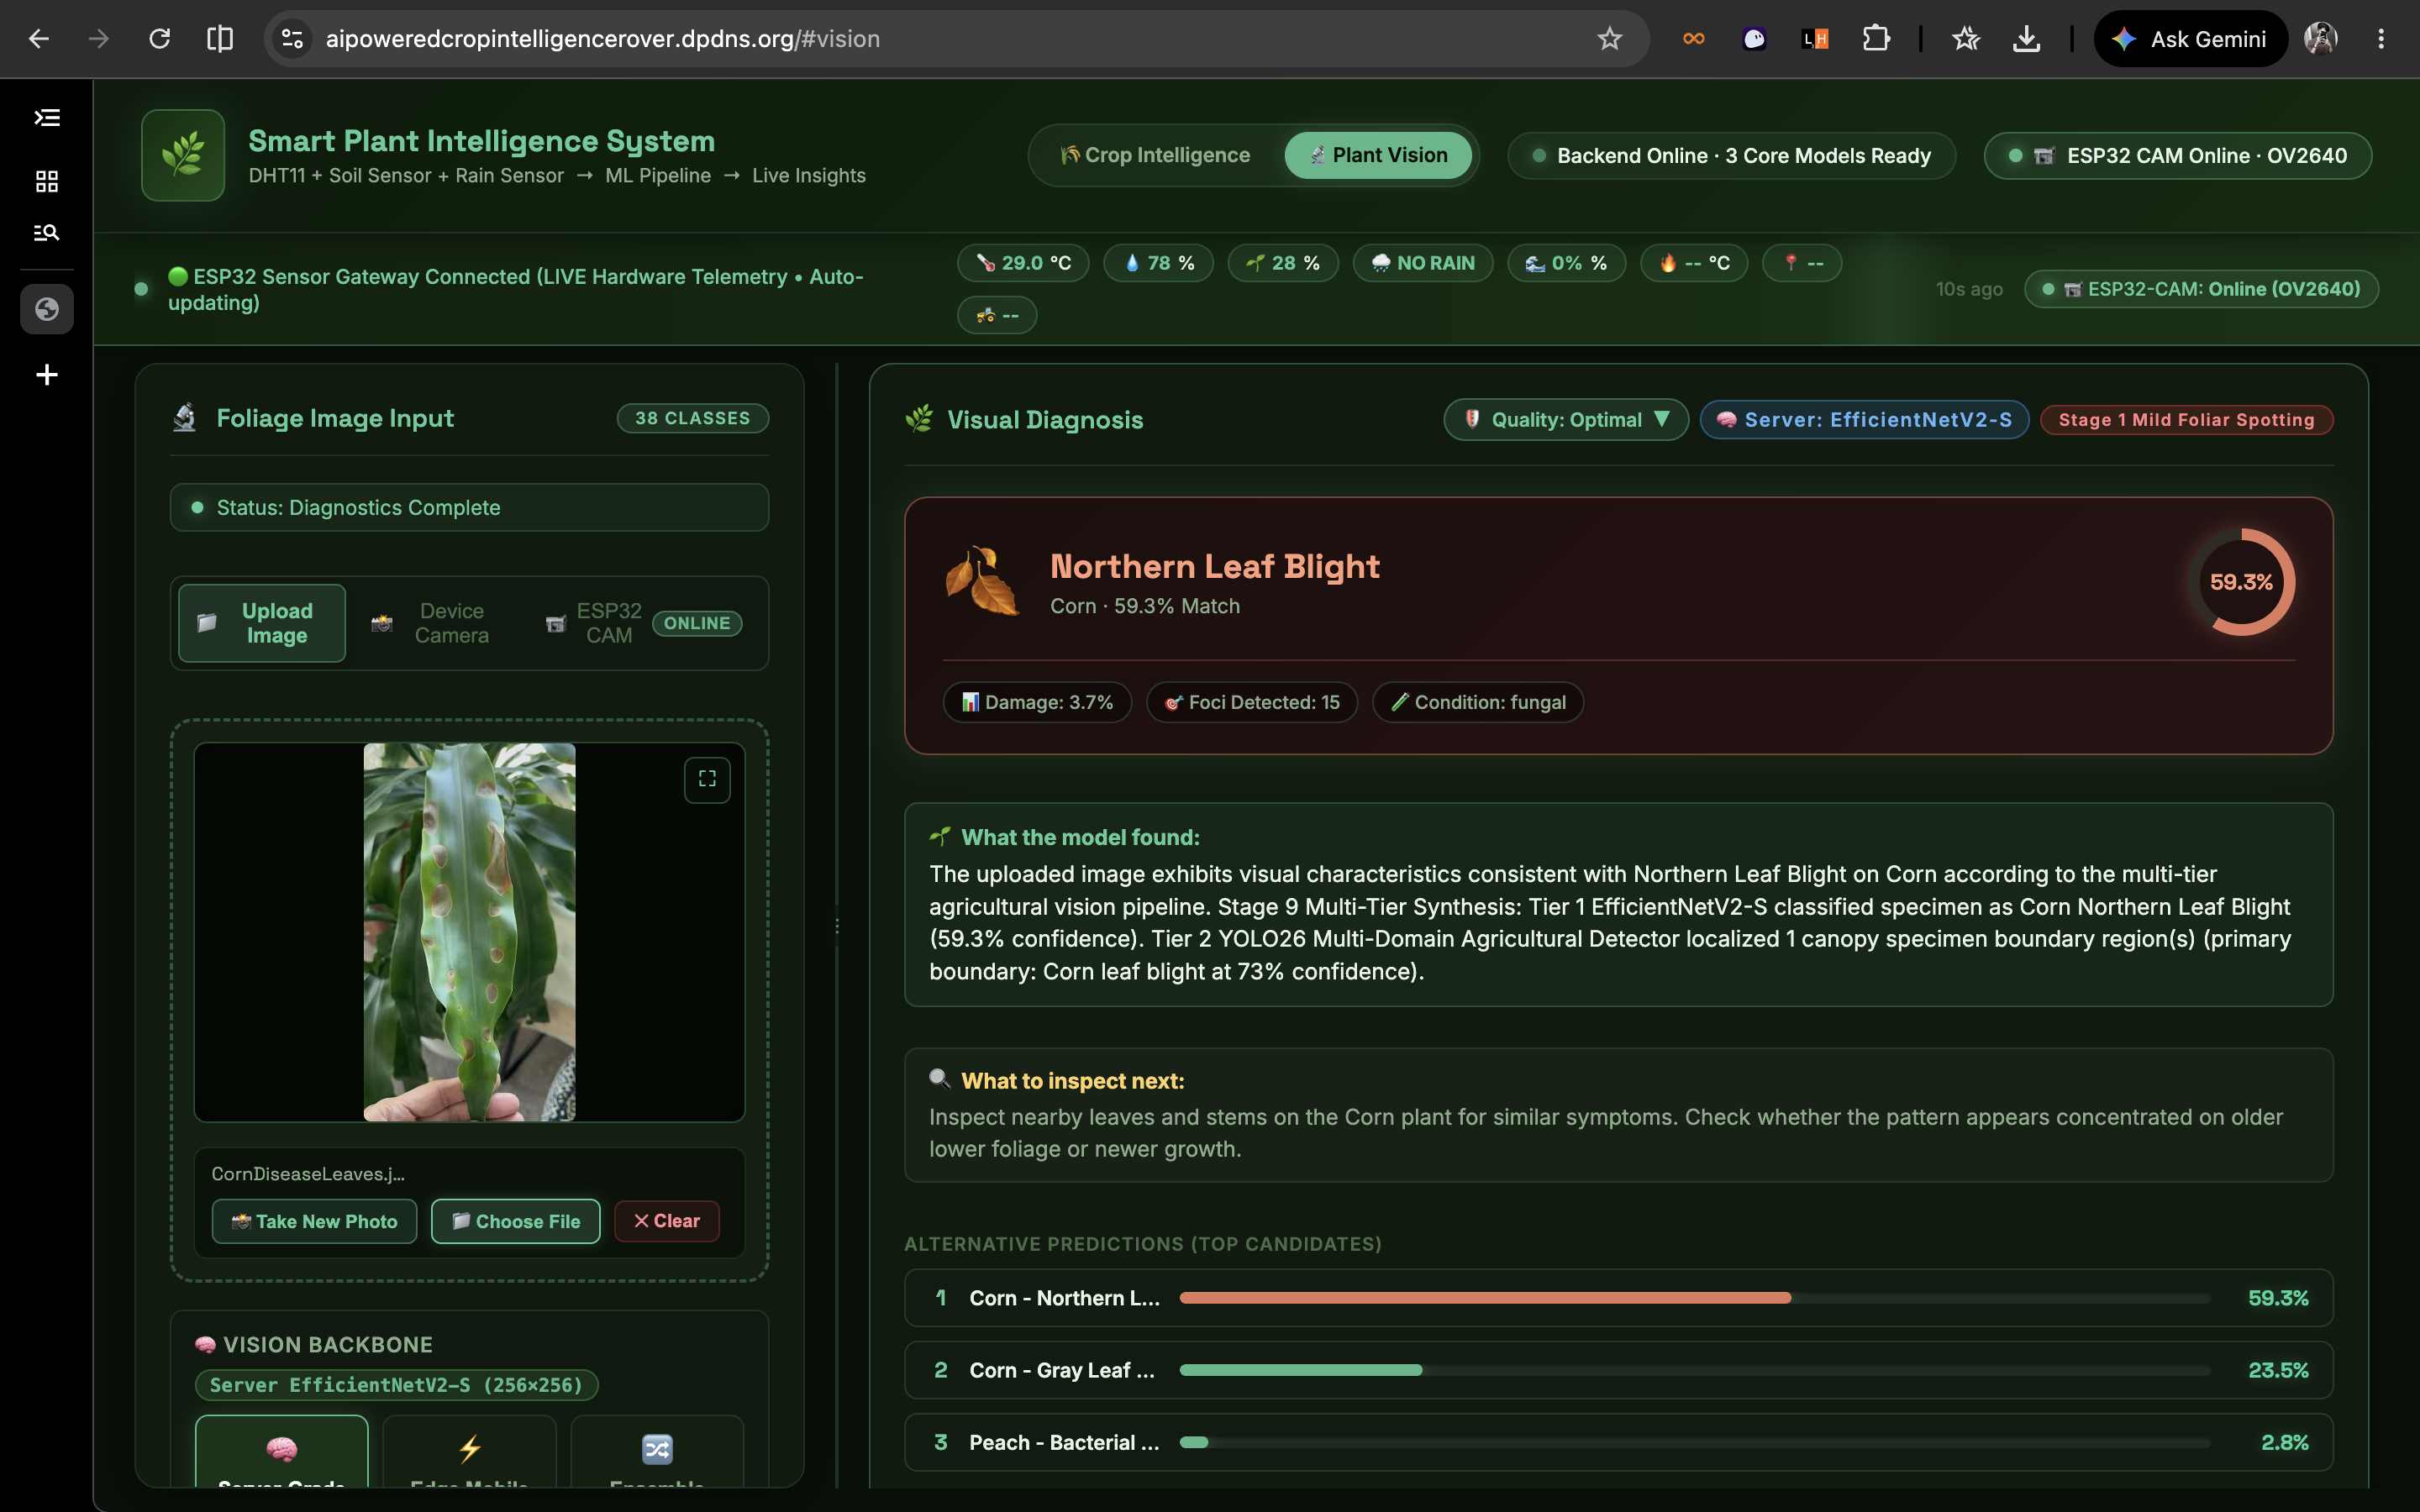 aipoweredcropintelligencerover.dpdns.org/#vision
LH
Ask Gemini
Smart Plant Intelligence System
DHT11 + Soil Sensor + Rain Sensor → ML Pipeline → Live Insights
Crop Intelligence
Plant Vision
Backend Online · 3 Core Models Ready
ESP32 CAM Online · OV2640
ESP32 Sensor Gateway Connected (LIVE Hardware Telemetry • Auto-
updating)
29.0 °C
78 %
28 %
NO RAIN
0% %
-- °C
--
--
10s ago
ESP32-CAM: Online (OV2640)
Foliage Image Input
38 CLASSES
Status: Diagnostics Complete
Upload
Image
Device
Camera
ESP32
CAM
ONLINE
CornDiseaseLeaves.j...
Take New Photo
Choose File
✕ Clear
VISION BACKBONE
Server EfficientNetV2-S (256×256)
Server Grade
Edge Mobile
Ensemble
Visual Diagnosis
Quality: Optimal ▼
Server: EfficientNetV2-S
Stage 1 Mild Foliar Spotting
Northern Leaf Blight
Corn · 59.3% Match
59.3%
Damage: 3.7%
Foci Detected: 15
Condition: fungal
What the model found:
The uploaded image exhibits visual characteristics consistent with Northern Leaf Blight on Corn according to the multi-tier
agricultural vision pipeline. Stage 9 Multi-Tier Synthesis: Tier 1 EfficientNetV2-S classified specimen as Corn Northern Leaf Blight
(59.3% confidence). Tier 2 YOLO26 Multi-Domain Agricultural Detector localized 1 canopy specimen boundary region(s) (primary
boundary: Corn leaf blight at 73% confidence).
What to inspect next:
Inspect nearby leaves and stems on the Corn plant for similar symptoms. Check whether the pattern appears concentrated on older
lower foliage or newer growth.
ALTERNATIVE PREDICTIONS (TOP CANDIDATES)
1 Corn - Northern L... 59.3%
2 Corn - Gray Leaf ... 23.5%
3 Peach - Bacterial ... 2.8%